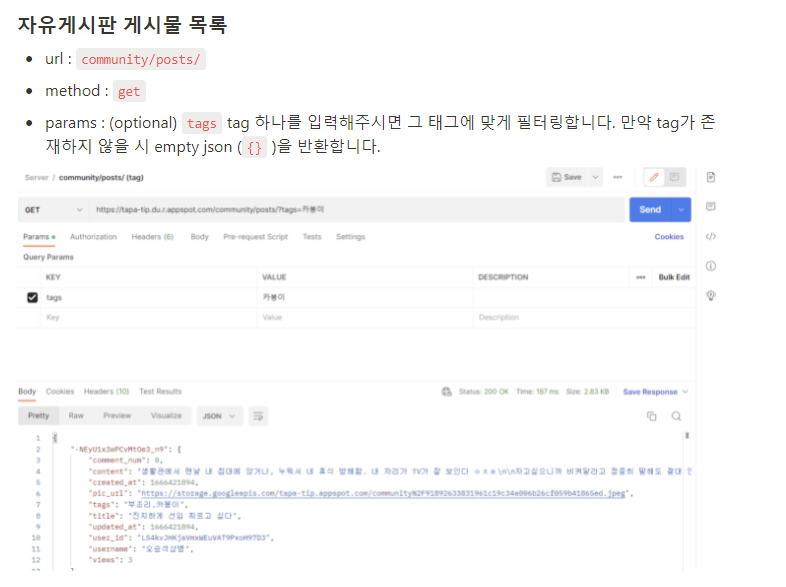 자유게시판 게시물 목록
url : community/posts/
method : get
params : (optional) tags tag 하나를 입력해주시면 그 태그에 맞게 필터링합니다. 만약 tag가 존
재하지 않을 시 empty json ( {} )을 반환합니다.
Server / community/posts/ (tag) Save
GET https://tapa-tip.du.r.appspot.com/community/posts/?tags=카봉이 Send
Params Authorization Headers (6) Body Pre-request Script Tests Settings Cookies
Query Params
KEY VALUE DESCRIPTION Bulk Edit
tags 카봉이
Key Value Description
Body Cookies Headers (10) Test Results Status: 200 OK Time: 187 ms Size: 2.83 KB Save Response
Pretty Raw Preview Visualize JSON
1 {
2 "-NEyU1x3wPCvMtOe3_n9": {
3 "comment_num": 0,
4 "content": "생활관에서 맨날 내 침대에 앉거나, 누워서 내 휴식 방해함. 내 자리가 TV가 잘 보인다 \n\n자고싶으니까 비켜달라고 정중히 말해도 절대
5 "created_at": 1666421894,
6 "pic_url": "https://storage.googleapis.com/tapa-tip.appspot.com/community%2F918926338319
7 "tags": "부조리,카봉이",
8 "title": "진지하게 선임 찌르고 싶다",
9 "updated_at": 1666421894,
10 "user_id":
11 "username": "오승석상병",
12 "views": 3